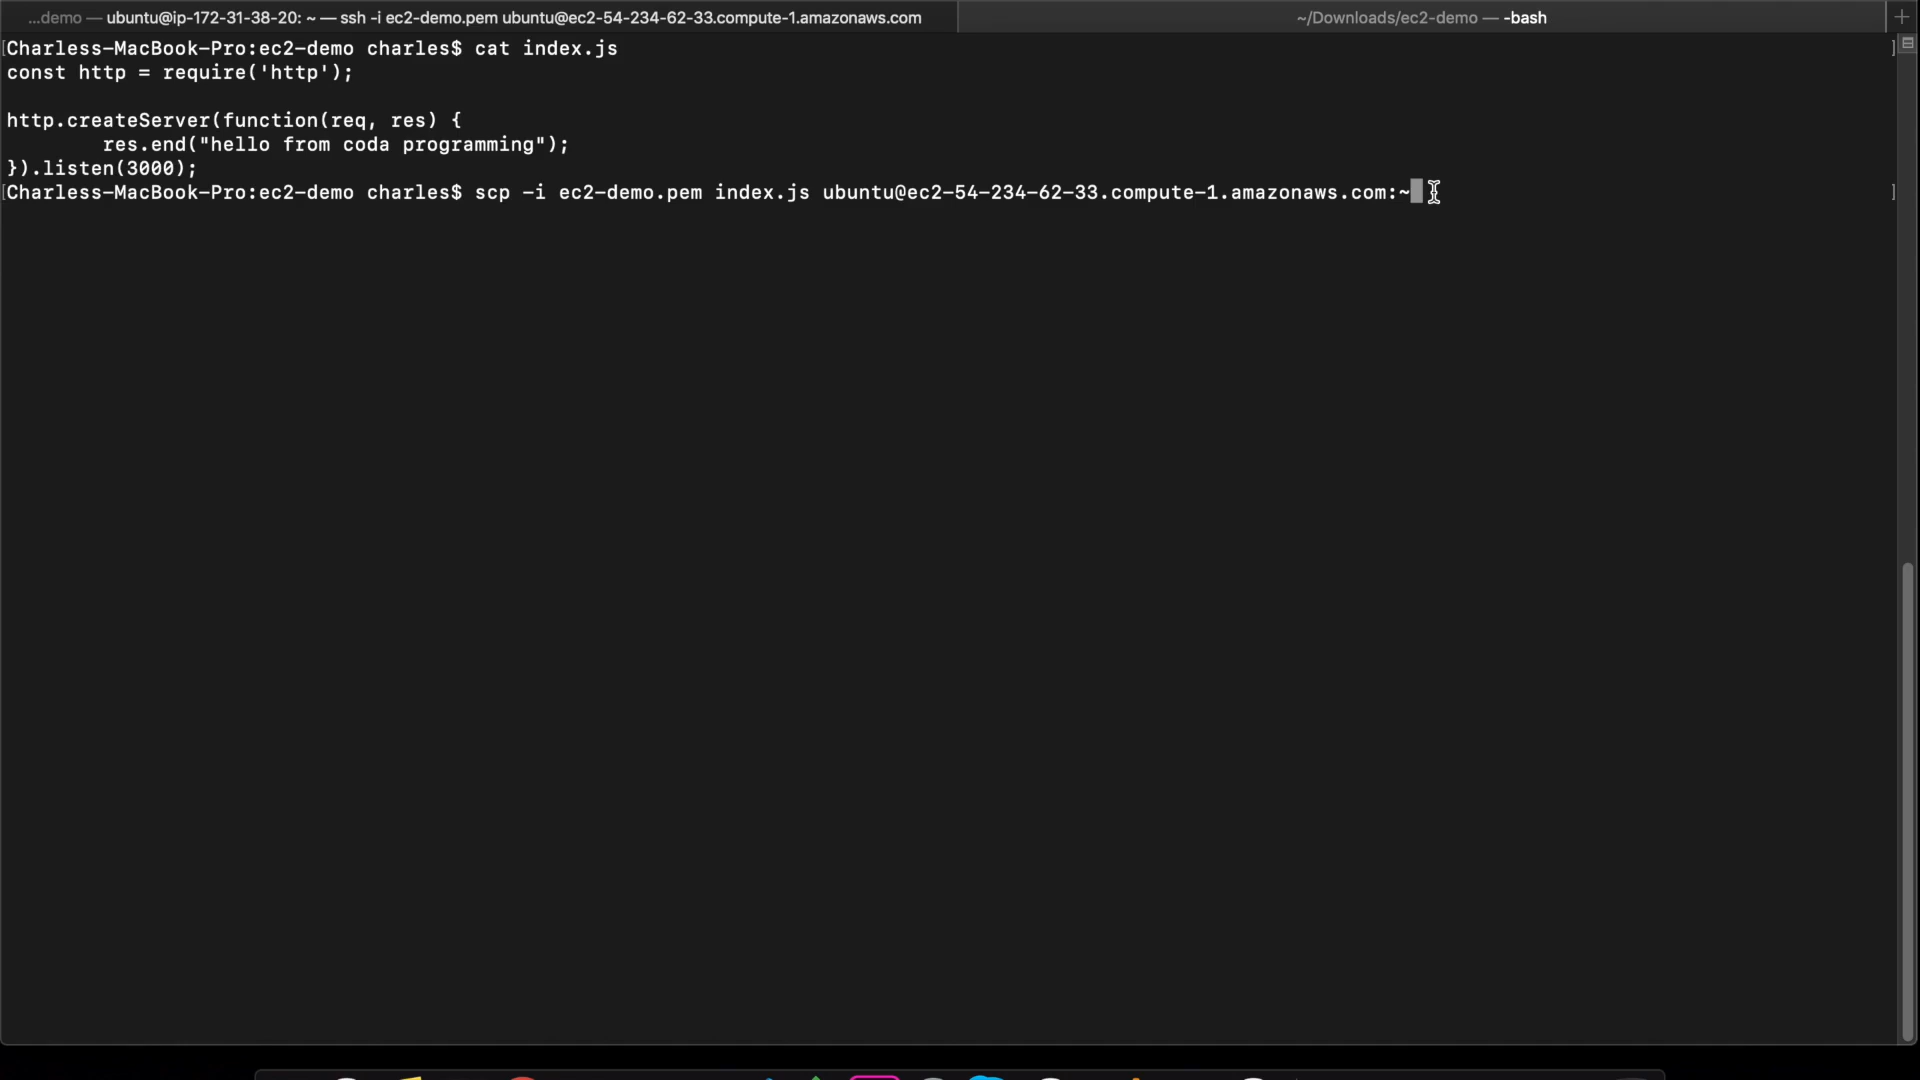 ...demo — ubuntu@ip-172-31-38-20: ~ — ssh -i ec2-demo.pem ubuntu@ec2-54-234-62-33.compute-1.amazonaws.com
~/Downloads/ec2-demo — -bash
[Charless-MacBook-Pro:ec2-demo charles$ cat index.js ]
const http = require('http');
http.createServer(function(req, res) {
res.end("hello from coda programming");
}).listen(3000);
[Charless-MacBook-Pro:ec2-demo charles$ scp -i ec2-demo.pem index.js ubuntu@ec2-54-234-62-33.compute-1.amazonaws.com:~ ]